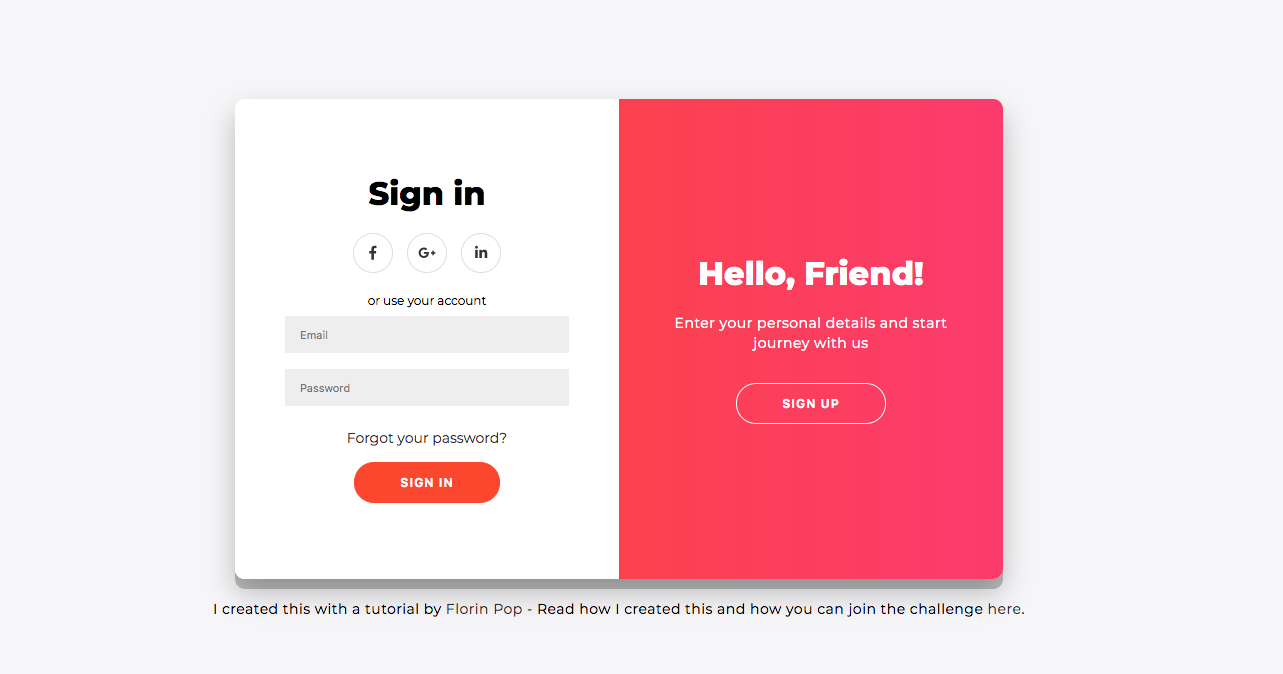 Sign in
f
G+
in
or use your account
Email
Password
Forgot your password?
SIGN IN
Hello, Friend!
Enter your personal details and start
journey with us
SIGN UP
I created this with a tutorial by Florin Pop - Read how I created this and how you can join the challenge here.